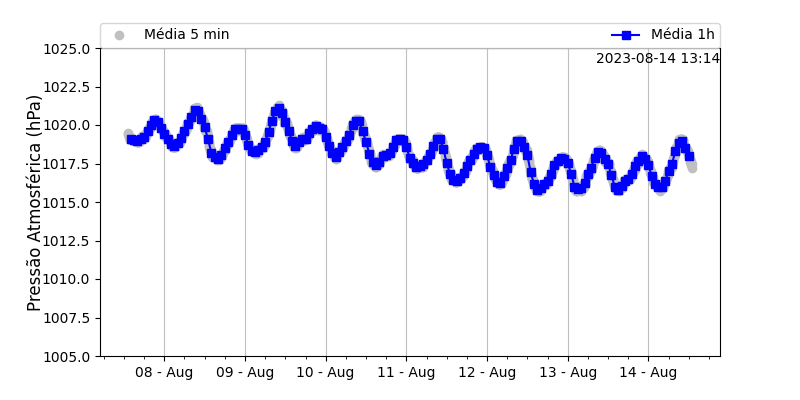 Média 5 min
Média 1h
2023-08-14 13:14
Pressão Atmosférica (hPa)
1025.0
1022.5
1020.0
1017.5
1015.0
1012.5
1010.0
1007.5
1005.0
08 - Aug
09 - Aug
10 - Aug
11 - Aug
12 - Aug
13 - Aug
14 - Aug